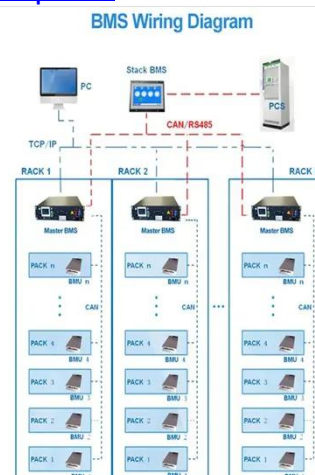 BMS Wiring Diagram
Stack BMS
PC
PCS
CAN/RS485
TCP/IP
RACK 1
RACK 2
RACK
Master BMS
Master BMS
Master BMS
PACK n
BMU n
PACK n
BMU n
PACK n
BMU n
CAN
CAN
CAN
PACK 4
BMU 4
PACK 4
BMU 4
PACK 4
BMU 4
PACK 3
BMU 3
PACK 3
BMU 3
PACK 3
BMU 3
PACK 2
BMU 2
PACK 2
BMU 2
PACK 2
BMU 2
PACK 1
PACK 1
PACK 1